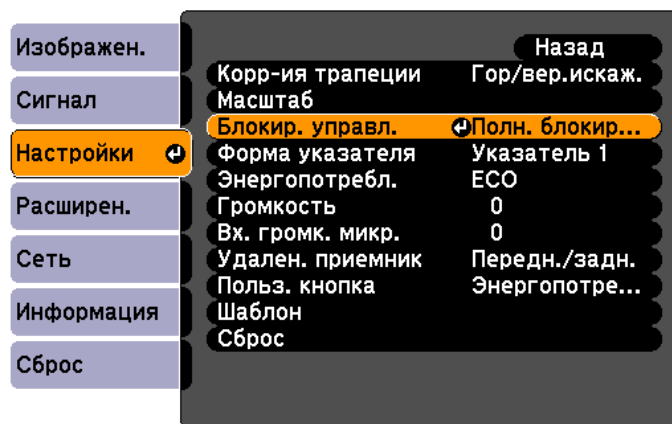 Изображен.
Сигнал
Настройки
Расширен.
Сеть
Информация
Сброс
Назад
Корр-ия трапеции Гор/вер.искаж.
Масштаб
Блокир. управл. Полн. блокир...
Форма указателя Указатель 1
Энергопотребл. ECO
Громкость 0
Вх. громк. микр. 0
Удален. приемник Передн./задн.
Польз. кнопка Энергопотре...
Шаблон
Сброс